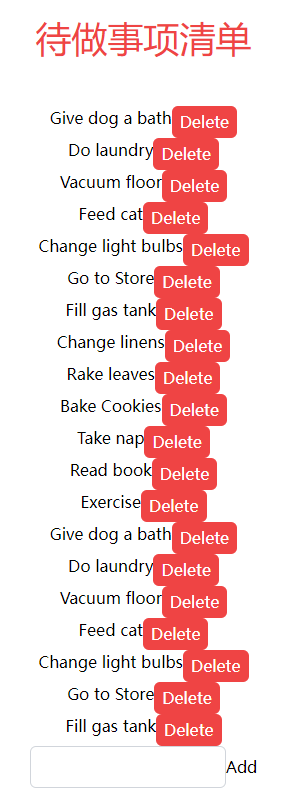 待做事项清单
Give dog a bath Delete
Do laundry Delete
Vacuum floor Delete
Feed cat Delete
Change light bulbs Delete
Go to Store Delete
Fill gas tank Delete
Change linens Delete
Rake leaves Delete
Bake Cookies Delete
Take nap Delete
Read book Delete
Exercise Delete
Give dog a bath Delete
Do laundry Delete
Vacuum floor Delete
Feed cat Delete
Change light bulbs Delete
Go to Store Delete
Fill gas tank Delete
Add